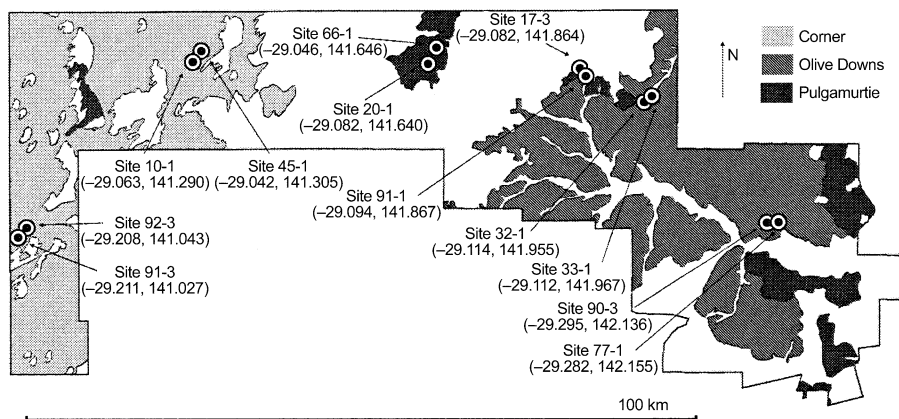 Site 66-1
(–29.046, 141.646)
Site 17-3
(–29.082, 141.864)
N
Corner
Olive Downs
Pulgamurtie
Site 20-1
(–29.082, 141.640)
Site 10-1
(–29.063, 141.290)
Site 45-1
(–29.042, 141.305)
Site 91-1
(–29.094, 141.867)
Site 92-3
(–29.208, 141.043)
Site 32-1
(–29.114, 141.955)
Site 91-3
(–29.211, 141.027)
Site 33-1
(–29.112, 141.967)
Site 90-3
(–29.295, 142.136)
Site 77-1
(–29.282, 142.155)
100 km